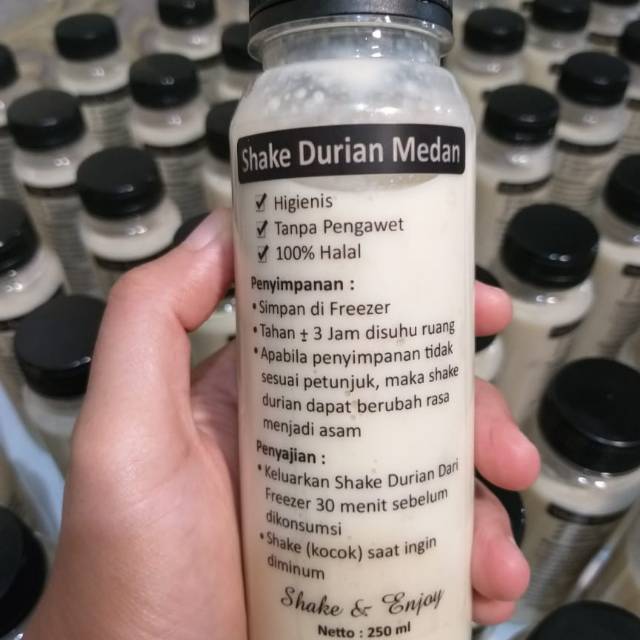 Shake Durian Medan
Higienis
Tanpa Pengawet
100% Halal
Penyimpanan :
• Simpan di Freezer
• Tahan ± 3 Jam disuhu ruang
• Apabila penyimpanan tidak
sesuai petunjuk, maka shake
durian dapat berubah rasa
menjadi asam
Penyajian :
• Keluarkan Shake Durian Dari
Freezer 30 menit sebelum
dikonsumsi
• Shake (kocok) saat ingin
diminum
Shake & Enjoy
Netto : 250 ml